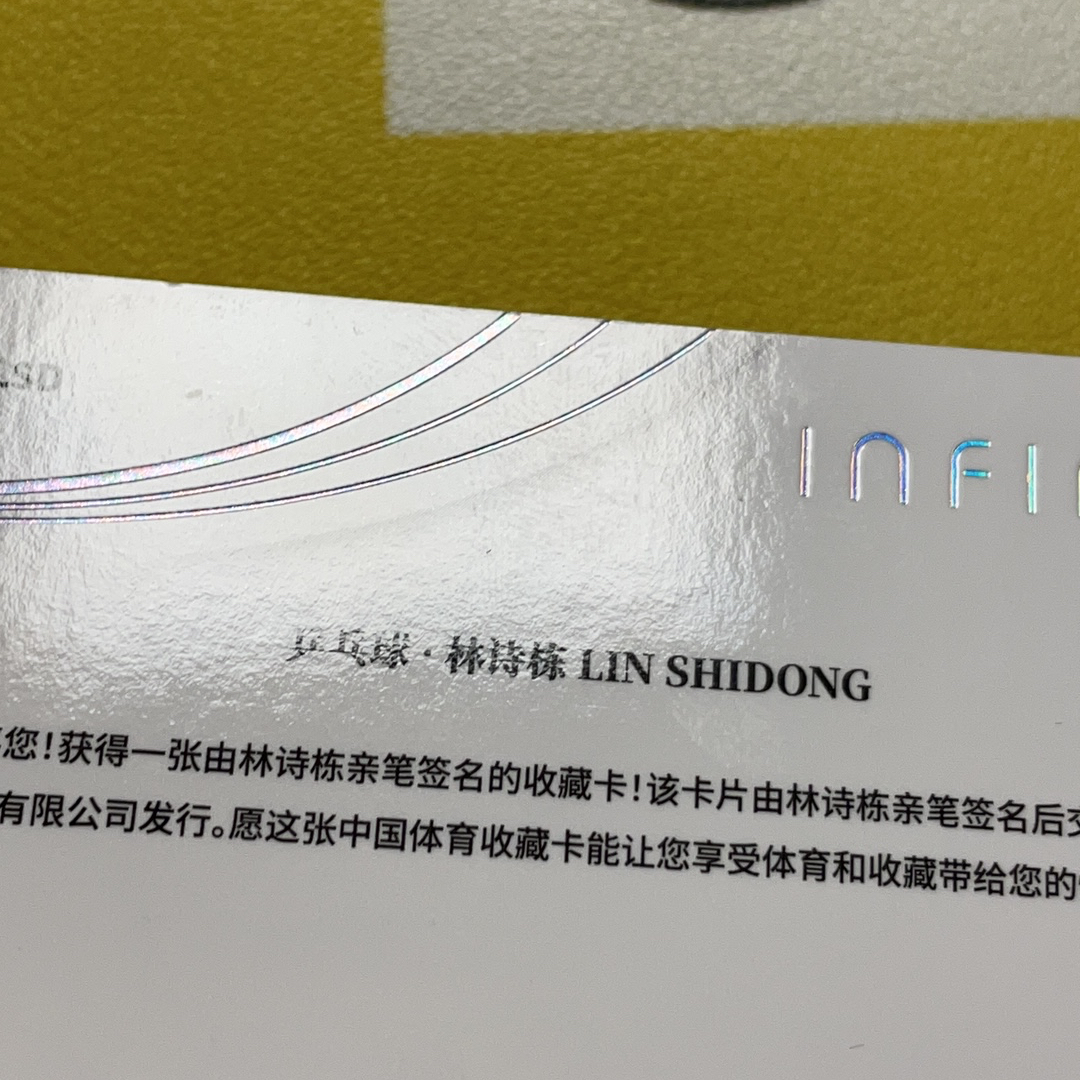 LSD
INFI
乒乓球·林诗栋 LIN SHIDONG
您!获得一张由林诗栋亲笔签名的收藏卡!该卡片由林诗栋亲笔签名后交
有限公司发行。愿这张中国体育收藏卡能让您享受体育和收藏带给您的